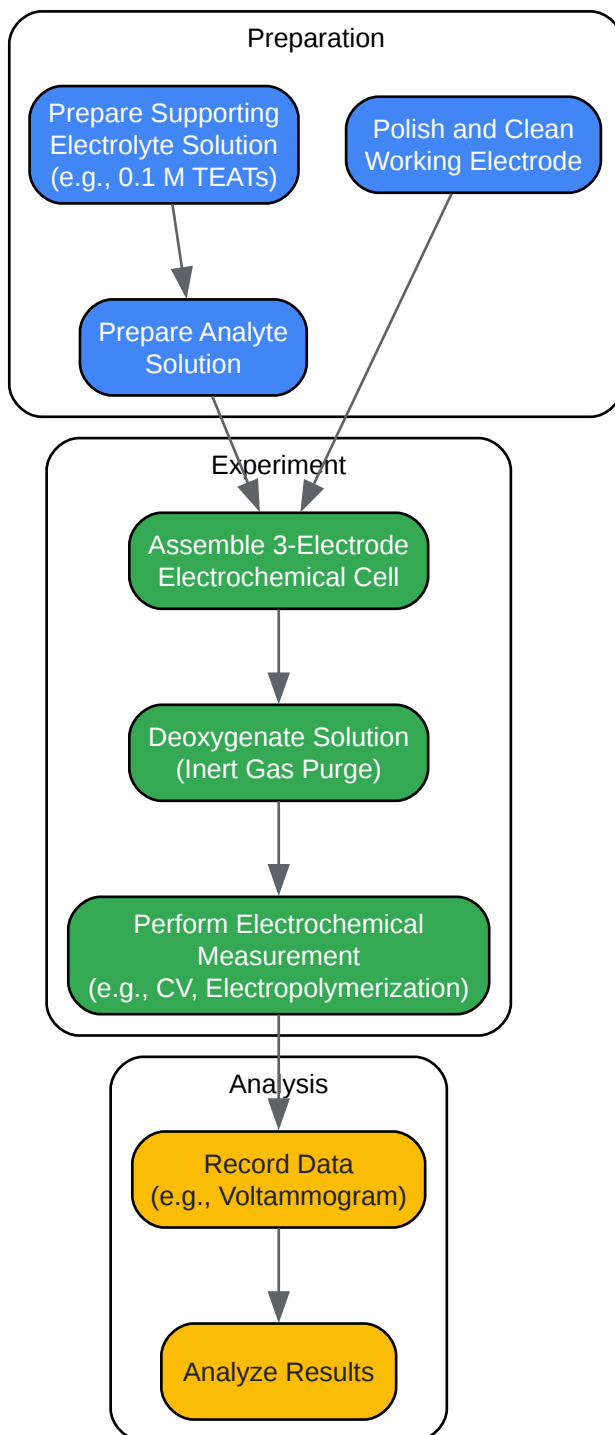 Preparation
Prepare Supporting
Electrolyte Solution
(e.g., 0.1 M TEATs)
Polish and Clean
Working Electrode
Prepare Analyte
Solution
Experiment
Assemble 3-Electrode
Electrochemical Cell
Deoxygenate Solution
(Inert Gas Purge)
Perform Electrochemical
Measurement
(e.g., CV, Electropolymerization)
Analysis
Record Data
(e.g., Voltammogram)
Analyze Results